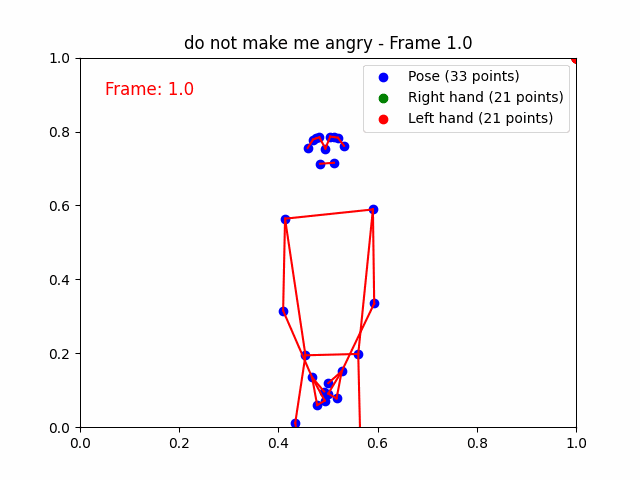 do not make me angry - Frame 1.0
Frame: 1.0
Pose (33 points)
Right hand (21 points)
Left hand (21 points)
1.0
0.8
0.6
0.4
0.2
0.0
0.0 0.2 0.4 0.6 0.8 1.0